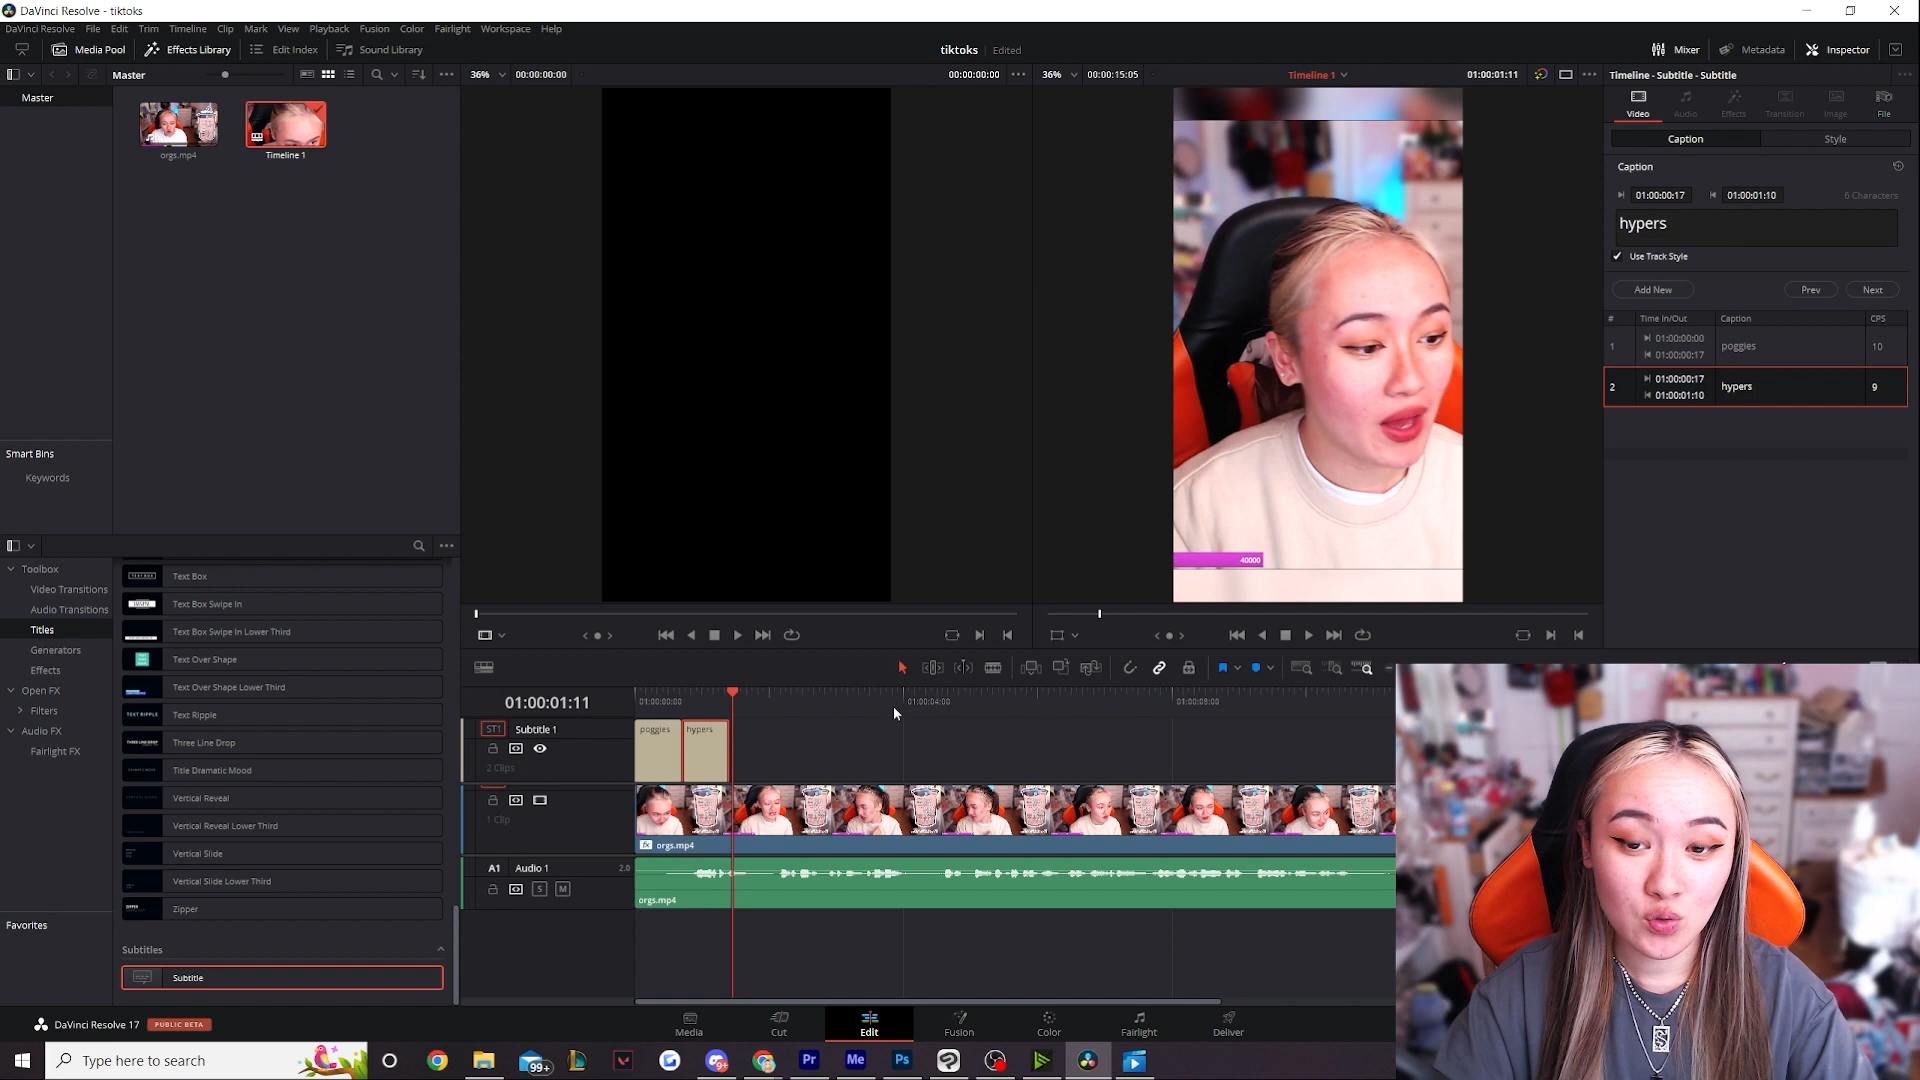 DaVinci Resolve - tiktoks
DaVinci Resolve File Edit Trim Timeline Clip Mark View Playback Fusion Color Fairlight Workspace Help
Media Pool Effects Library Edit Index Sound Library tiktoks Edited Mixer Metadata Inspector
Master 36% 00:00:00:00 00:00:00:00 36% 00:00:15:05 Timeline 1 01:00:01:11 Timeline - Subtitle - Subtitle
Master
orgs.mp4 Timeline 1
Video Audio Effects Transition Image File
Caption Style
Caption
01:00:00:17 01:00:01:10 6 Characters
hypers
Use Track Style
Add New Prev Next
# Time In/Out Caption CPS
1 01:00:00:00 01:00:00:17 poggies 10
2 01:00:00:17 01:00:01:10 hypers 9
40000
Smart Bins
Keywords
Toolbox
Video Transitions
Audio Transitions
Titles
Generators
Effects
Open FX
Filters
Audio FX
Fairlight FX
Favorites
Text Box
Text Box Swipe In
Text Box Swipe In Lower Third
Text Over Shape
Text Over Shape Lower Third
TEXT RIPPLE Text Ripple
Three Line Drop
Title Dramatic Mood
Vertical Reveal
Vertical Reveal Lower Third
Vertical Slide
Vertical Slide Lower Third
ZIPPER Zipper
Subtitles
Subtitle
01:00:01:11 01:00:00:00 01:00:04:00 01:00:08:00
ST1 Subtitle 1 poggies hypers
2 Clips
1 Clip
orgs.mp4
A1 Audio 1 2.0
S M
orgs.mp4
DaVinci Resolve 17 PUBLIC BETA
Media Cut Edit Fusion Color Fairlight Deliver
Type here to search 99+ 9+ Pr Me Ps